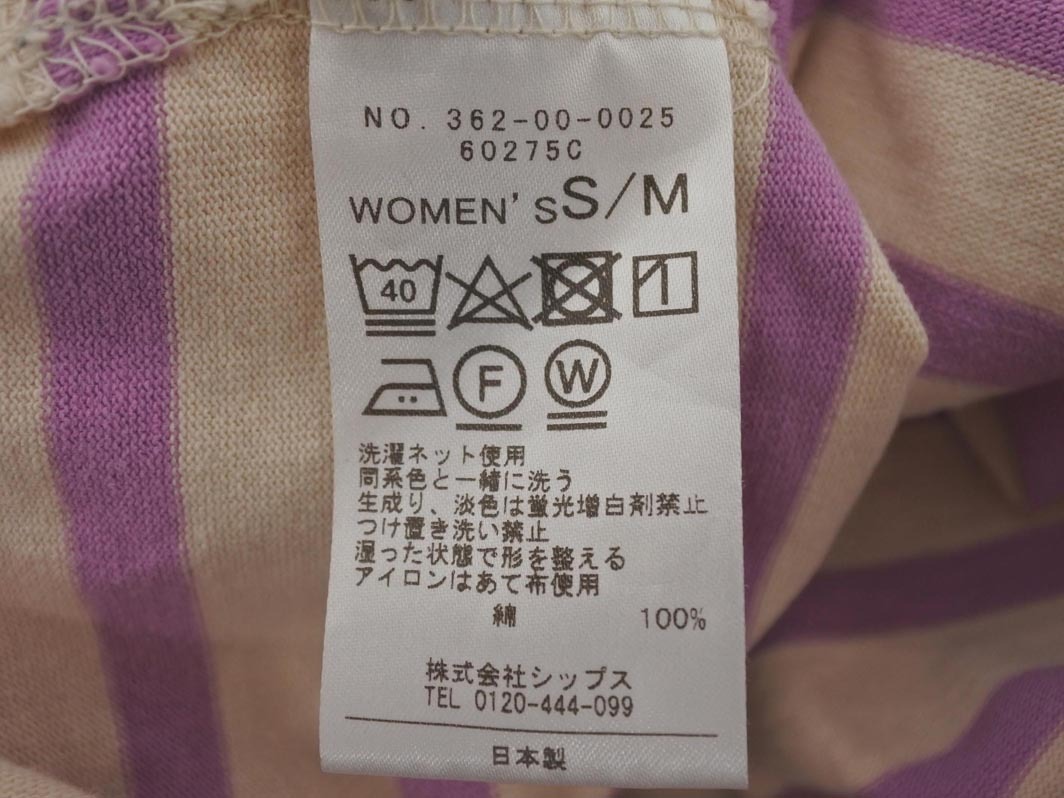 NO. 362-00-0025
60275C
WOMEN'S S/M
40
F W
洗濯ネット使用
同系色と一緒に洗う
生成り、淡色は蛍光増白剤禁止
つけ置き洗い禁止
湿った状態で形を整える
アイロンはあて布使用
綿 100%
株式会社シップス
TEL 0120-444-099
日本製